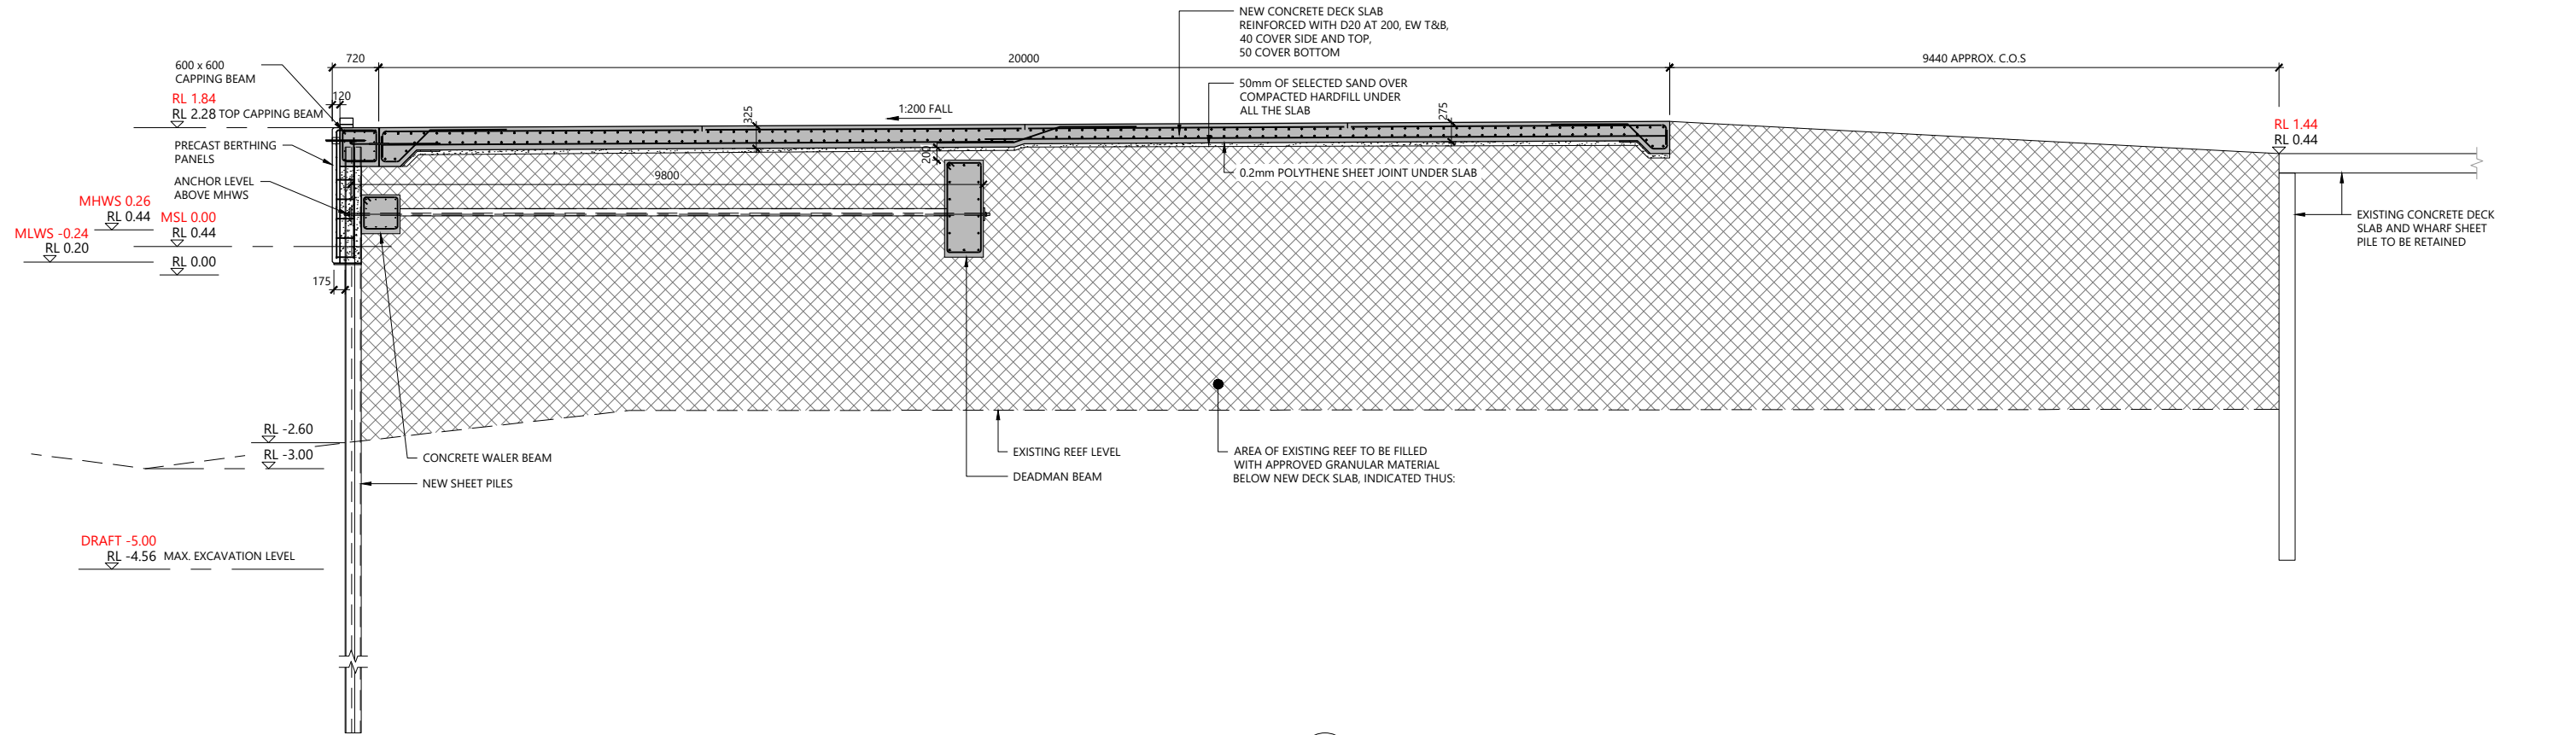 NEW CONCRETE DECK SLAB
REINFORCED WITH D20 AT 200, EW T&B,
40 COVER SIDE AND TOP,
50 COVER BOTTOM
720
20000
9440 APPROX. C.O.S
600 x 600
CAPPING BEAM
50mm OF SELECTED SAND OVER
COMPACTED HARDFILL UNDER
ALL THE SLAB
120
RL 1.84
RL 2.28 TOP CAPPING BEAM
325
1:200 FALL
275
RL 1.44
RL 0.44
PRECAST BERTHING
PANELS
200
9800
0.2mm POLYTHENE SHEET JOINT UNDER SLAB
ANCHOR LEVEL
ABOVE MHWS
MHWS 0.26
RL 0.44
MSL 0.00
RL 0.44
MLWS -0.24
RL 0.20
RL 0.00
175
EXISTING CONCRETE DECK
SLAB AND WHARF SHEET
PILE TO BE RETAINED
RL -2.60
RL -3.00
CONCRETE WALER BEAM
NEW SHEET PILES
EXISTING REEF LEVEL
DEADMAN BEAM
AREA OF EXISTING REEF TO BE FILLED
WITH APPROVED GRANULAR MATERIAL
BELOW NEW DECK SLAB, INDICATED THUS:
DRAFT -5.00
RL -4.56 MAX. EXCAVATION LEVEL